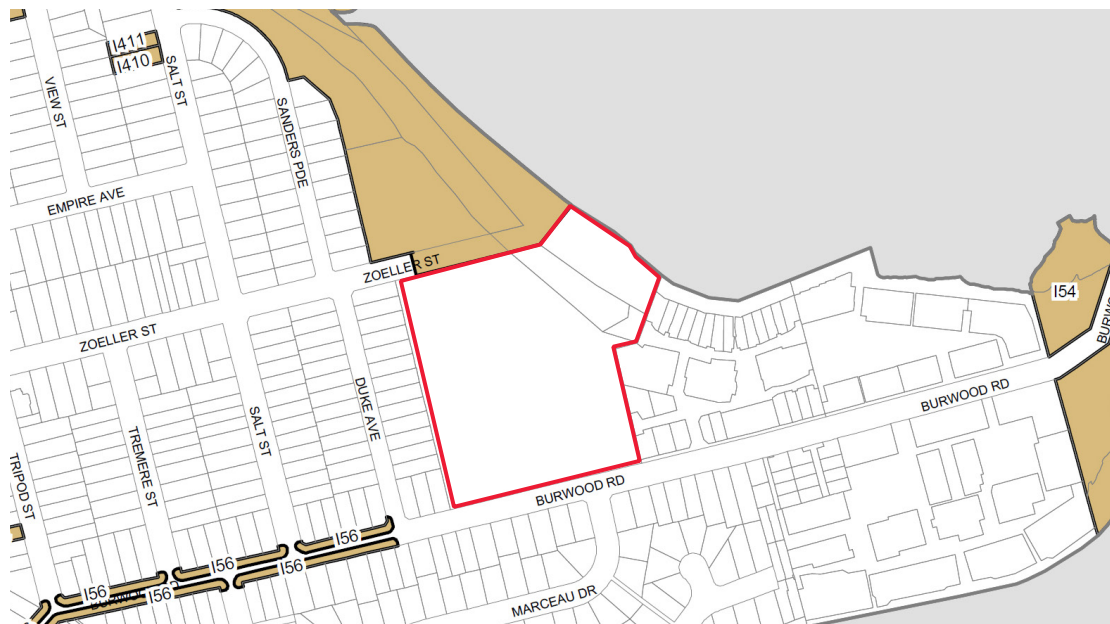 I411
I410
SALT ST
VIEW ST
SANDERS PDE
EMPIRE AVE
ZOELLER ST
I54
BURWO
ZOELLER ST
BURWOOD RD
DUKE AVE
SALT ST
TREMERE ST
TRIPOD ST
BURWOOD RD
I56
I56
I56
I56
I56
MARCEAU DR